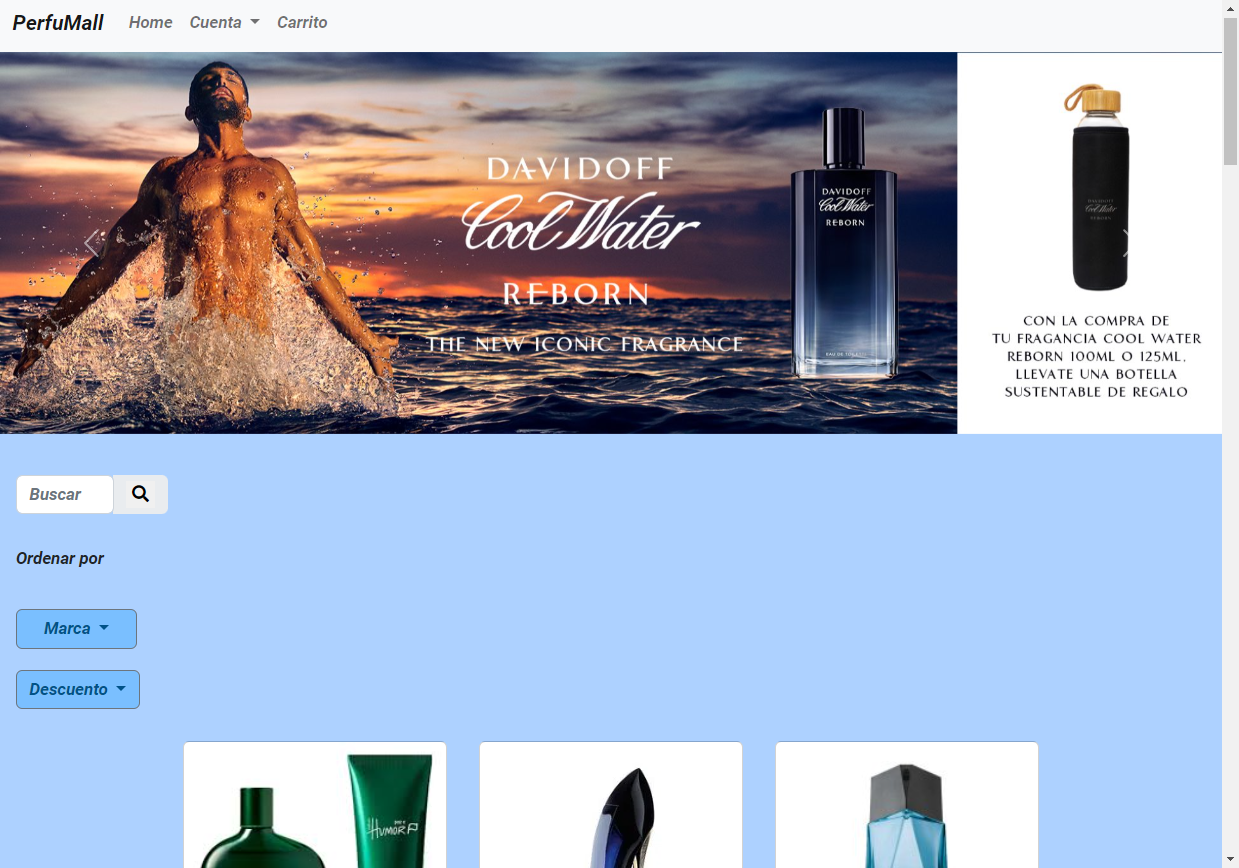 PerfuMall Home Cuenta Carrito
DAVIDOFF
Cool Water
REBORN
THE NEW ICONIC FRAGRANCE
DAVIDOFF
Cool Water
REBORN
EAU DE TOILETTE
DAVIDOFF
Cool Water
REBORN
CON LA COMPRA DE
TU FRAGANCIA COOL WATER
REBORN 100ML O 125ML,
LLEVATE UNA BOTELLA
SUSTENTABLE DE REGALO
Buscar
Ordenar por
Marca
Descuento
Humor